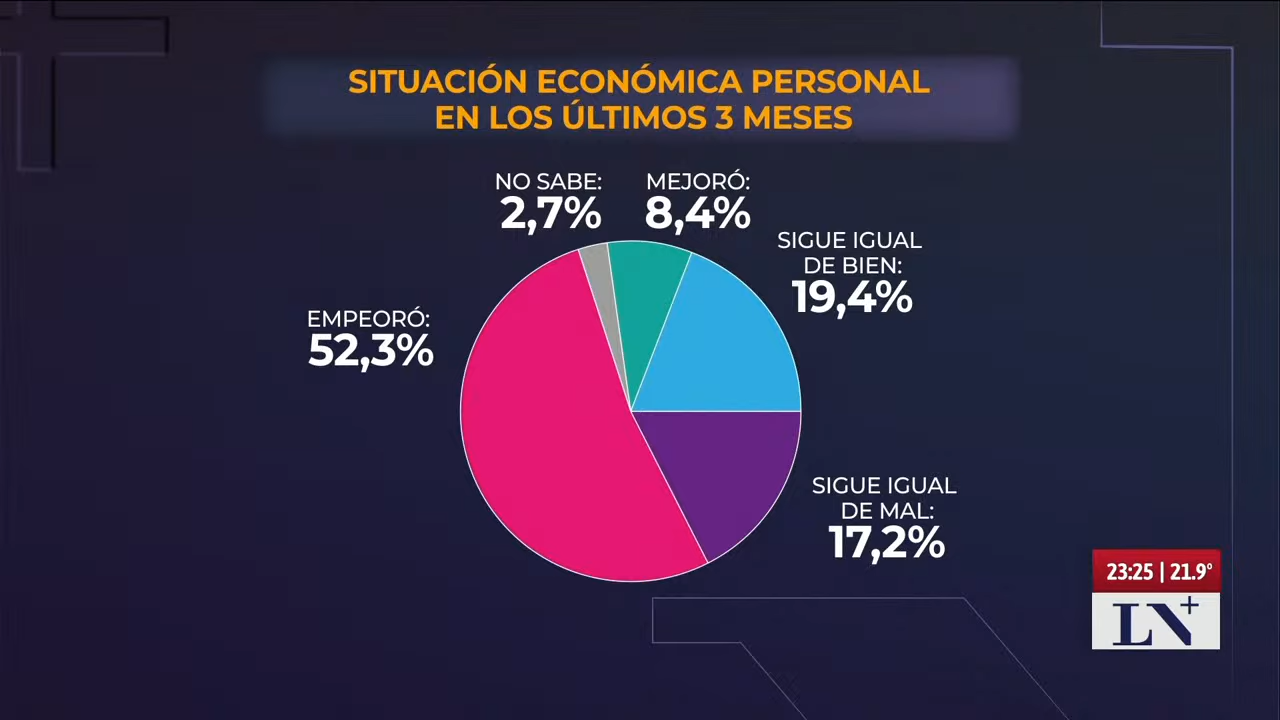 SITUACIÓN ECONÓMICA PERSONAL
EN LOS ÚLTIMOS 3 MESES
NO SABE:
2,7%
MEJORÓ:
8,4%
SIGUE IGUAL
DE BIEN:
19,4%
EMPEORÓ:
52,3%
SIGUE IGUAL
DE MAL:
17,2%
23:25 | 21.9°
LN+